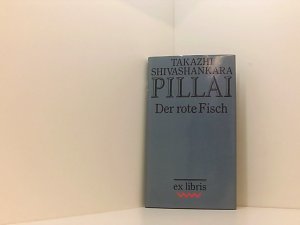 TAKAZHI
SHIVASHANKARA
PILLAI
Der rote Fisch
ex libris